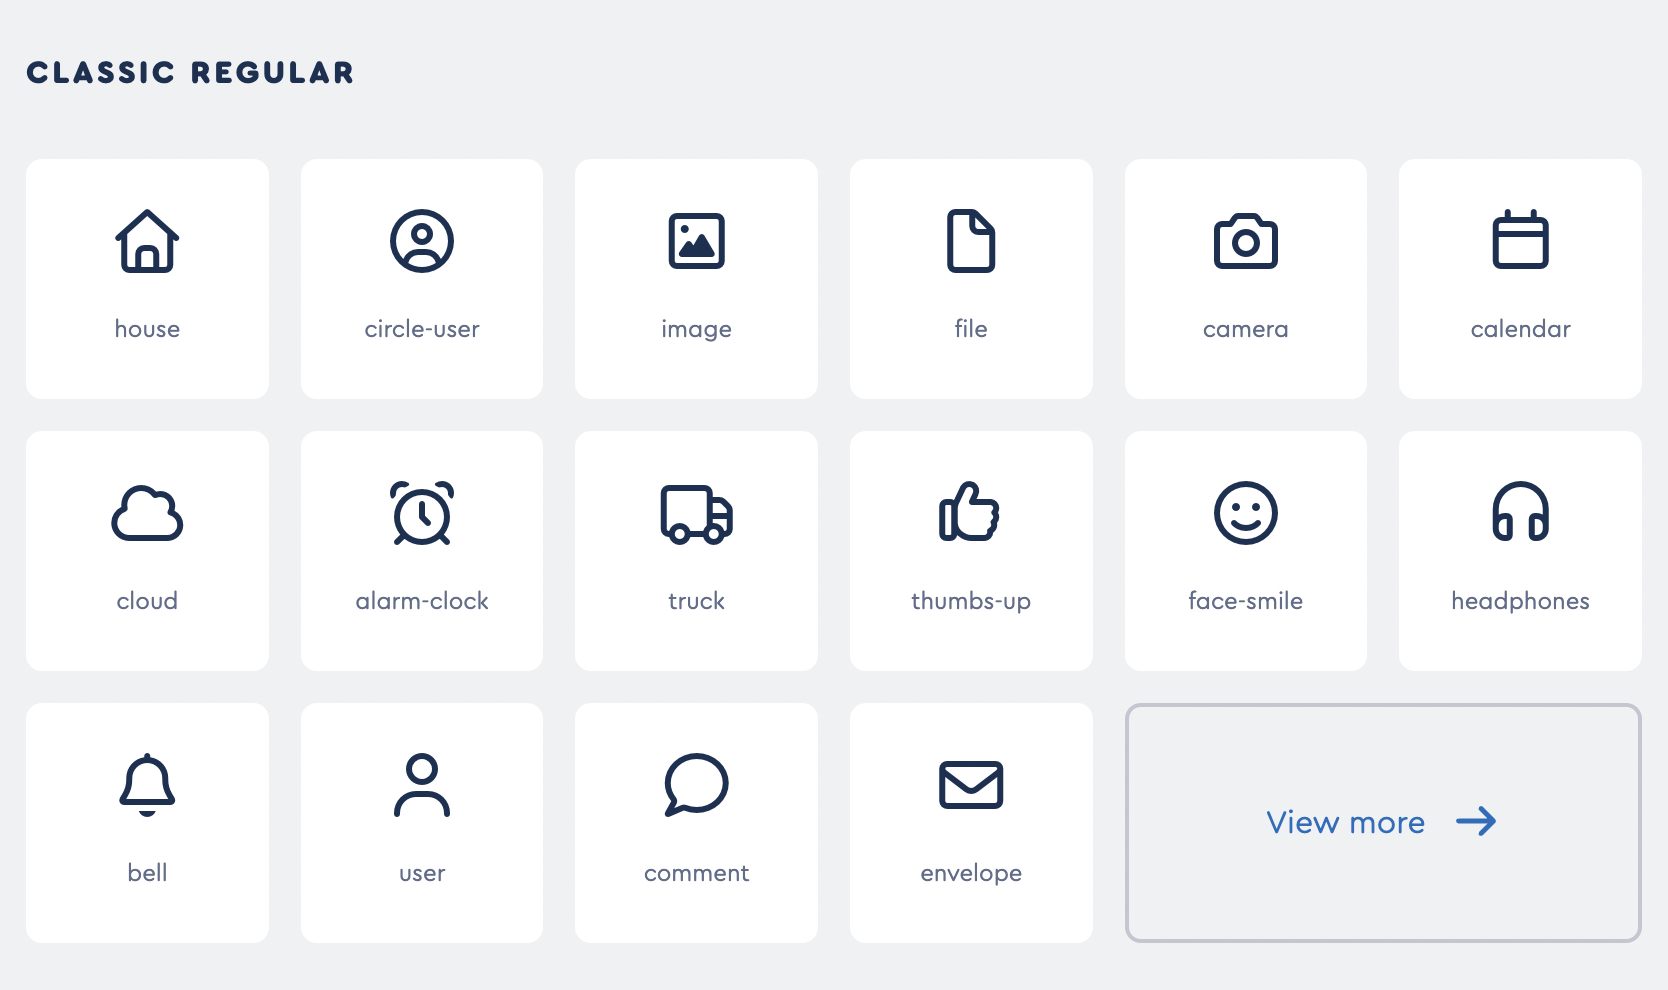 CLASSIC REGULAR
house
circle-user
image
file
camera
calendar
cloud
alarm-clock
truck
thumbs-up
face-smile
headphones
bell
user
comment
envelope
View more